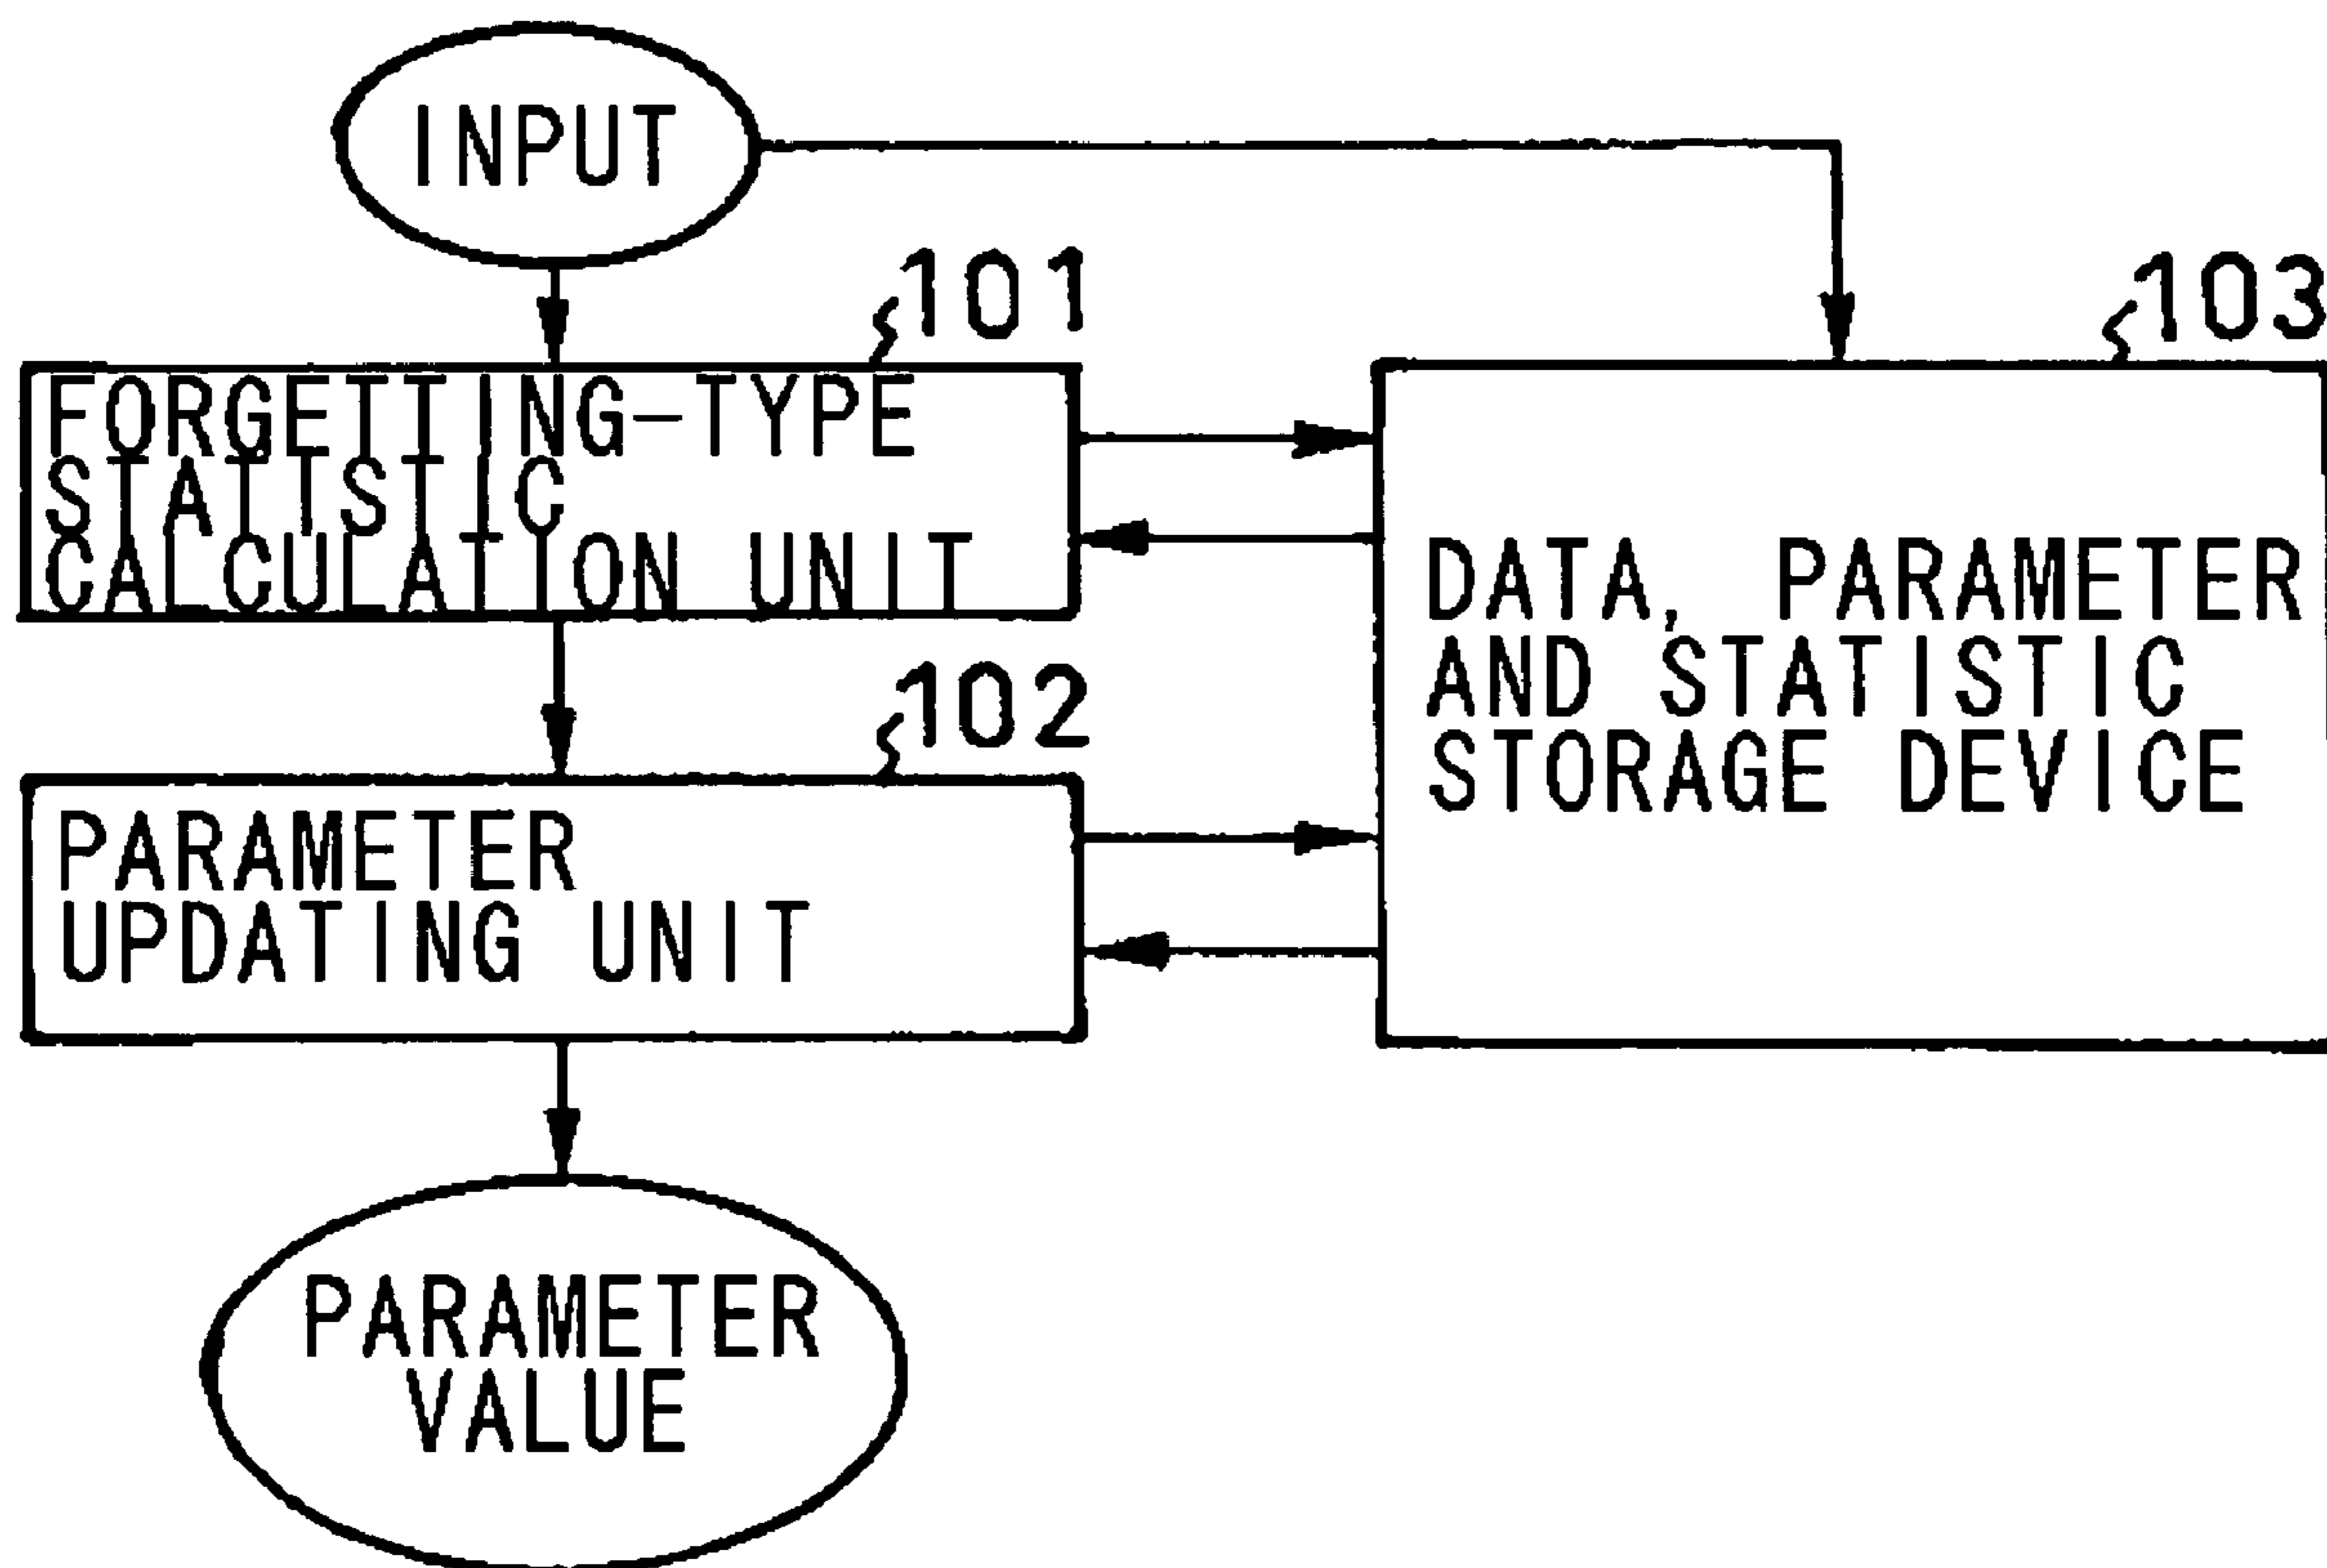 INPUT
101
103
FORGETTING-TYPE
STATISTIC
CALCULATION UNIT
DATA, PARAMETER
AND STATISTIC
STORAGE DEVICE
102
PARAMETER
UPDATING UNIT
PARAMETER
VALUE